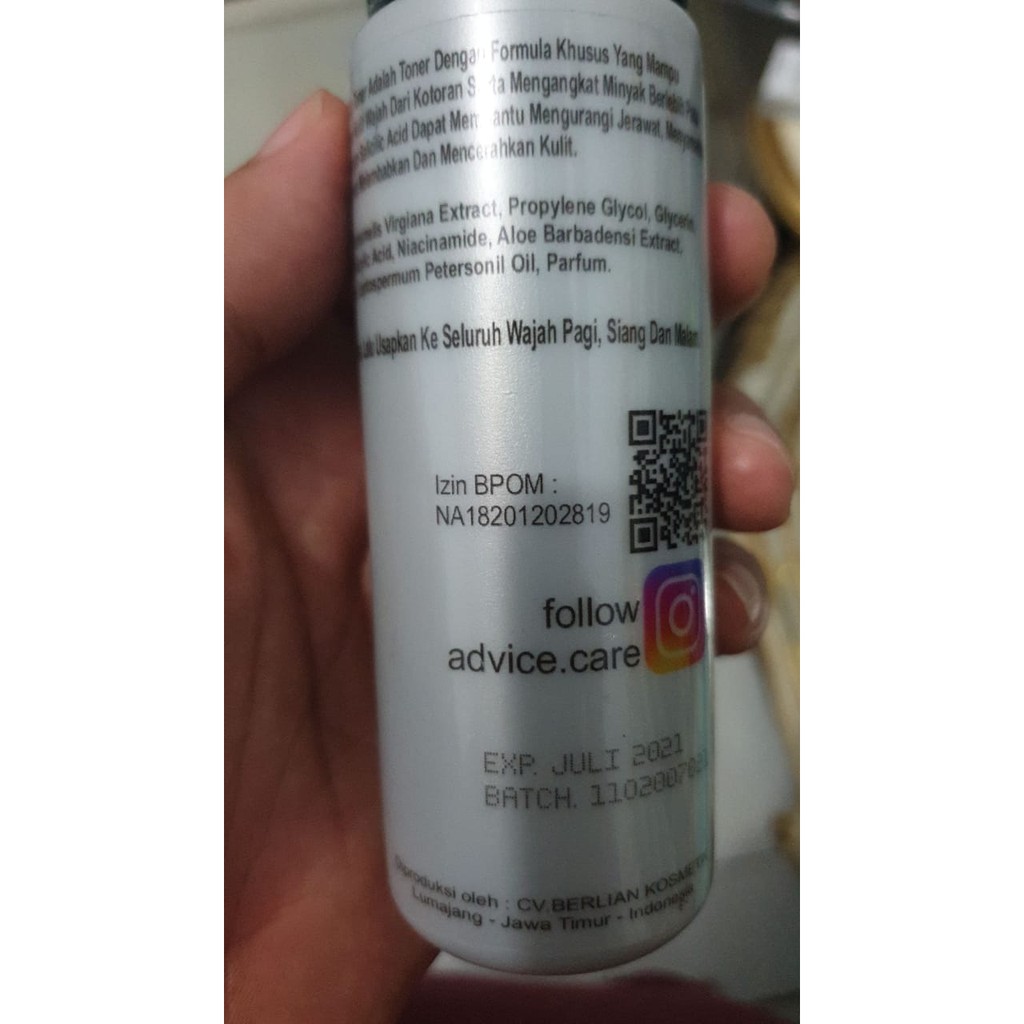 Adalah Toner Dengan Formula Khusus Yang Mampu
Wajah Dari Kotoran Serta Mengangkat Minyak Berlebih
Acid Dapat Membantu Mengurangi Jerawat,
Dan Mencerahkan Kulit.
Virgiana Extract, Propylene Glycol, Glycerin,
Acid, Niacinamide, Aloe Barbadensi Extract,
Petersonil Oil, Parfum.
Lalu Usapkan Ke Seluruh Wajah Pagi, Siang Dan Malam
Izin BPOM :
NA18201202819
follow
advice.care
EXP. JULI 2021
BATCH.
Diproduksi oleh : CV.BERLIAN
Lumajang - Jawa Timur - Indonesia